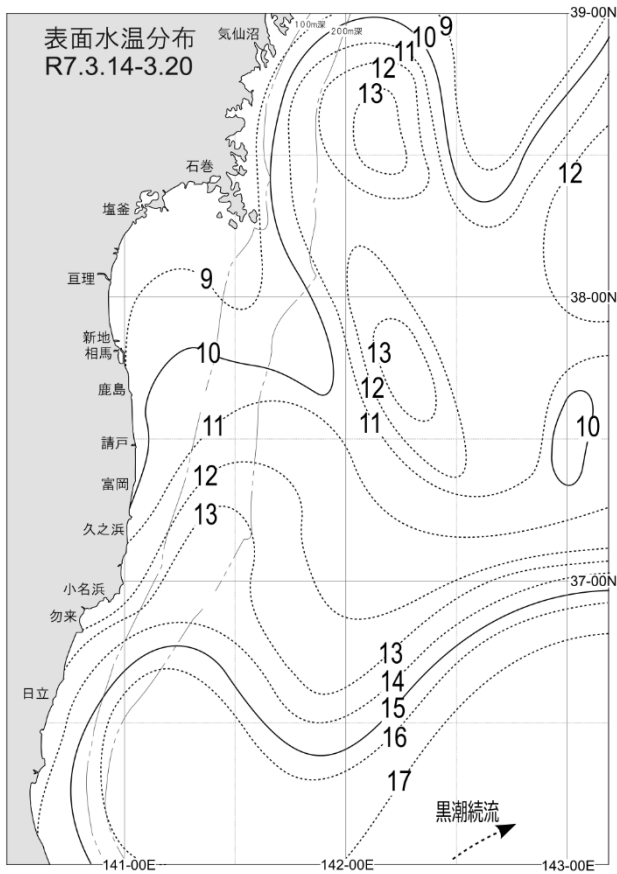 表面水温分布
R7.3.14-3.20
気仙沼
100m深
200m深
39-00N
9
10
11
12
13
石巻
塩釜
12
亘理
9
38-00N
新地
相馬
10
13
鹿島
12
11
11
10
請戸
12
富岡
13
久之浜
37-00N
小名浜
勿来
13
14
日立
15
16
17
黒潮続流
141-00E
142-00E
143-00E